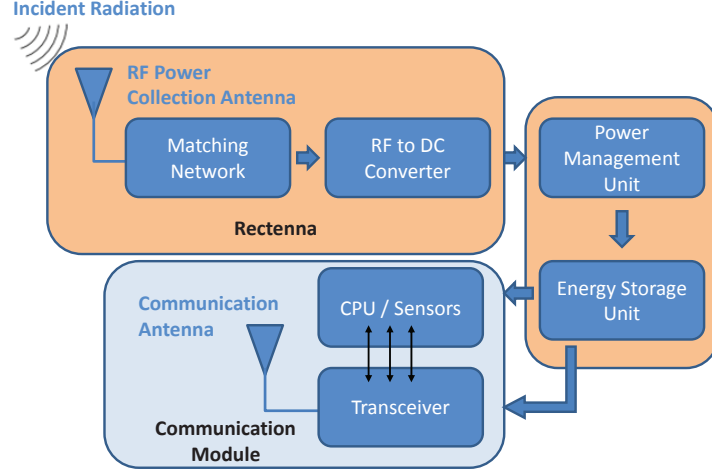 Incident Radiation
RF Power
Collection Antenna
Matching
Network
RF to DC
Converter
Rectenna
Power
Management
Unit
Energy Storage
Unit
Communication
Antenna
CPU / Sensors
Transceiver
Communication
Module